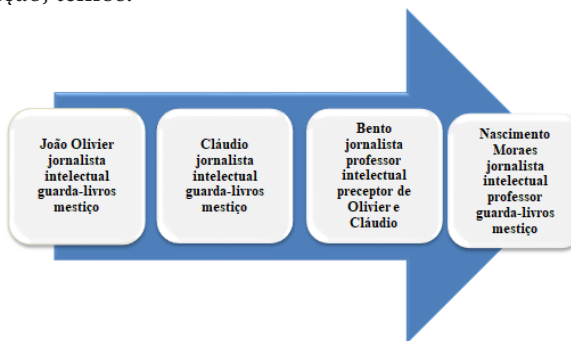 João Olivier
jornalista
intelectual
guarda-livros
mestiço
Cláudio
jornalista
intelectual
guarda-livros
mestiço
Bento
jornalista
professor
intelectual
preceptor de
Olivier e
Cláudio
Nascimento
Moraes
jornalista
intelectual
professor
guarda-livros
mestiço